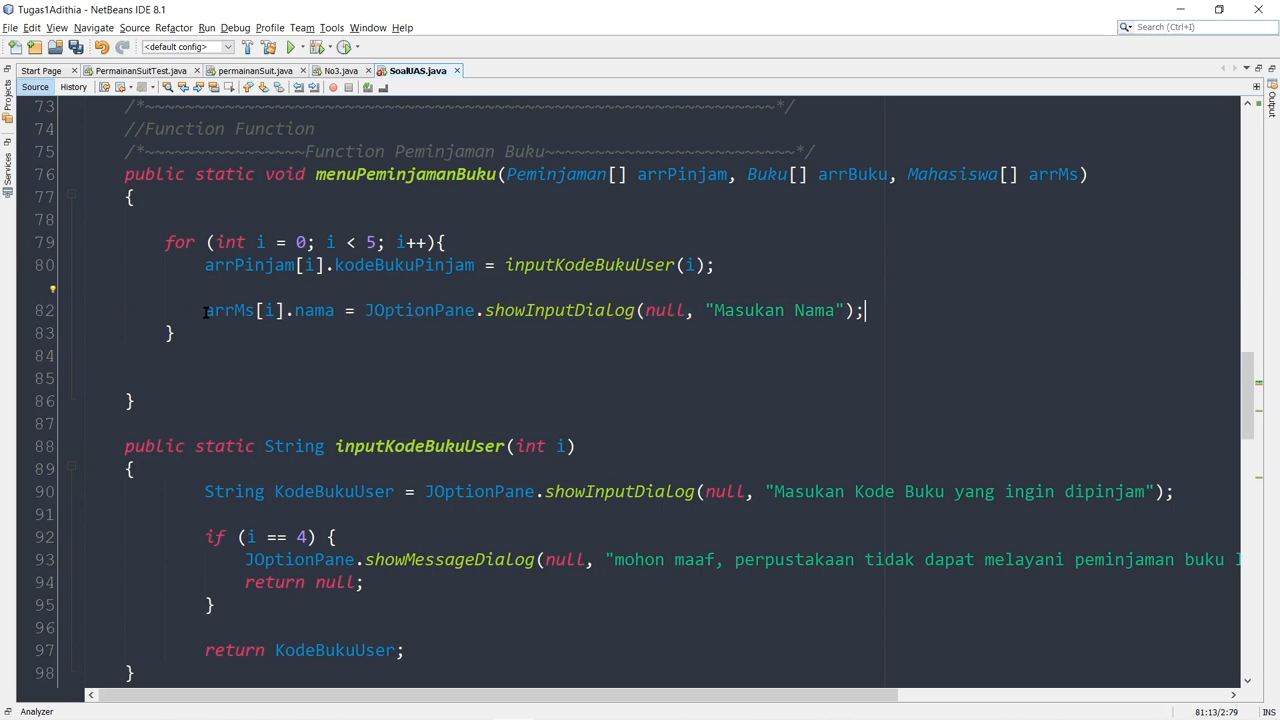 Tugas1Adithia - NetBeans IDE 8.1
File Edit View Navigate Source Refactor Run Debug Profile Team Tools Window Help
Search (Ctrl+I)
<default config>
Start Page PermainanSuitTest.java permainanSuit.java No3.java SoalUAS.java
Source History
Projects
Services
Output
73 /*~~~~~~~~~~~~~~~~~~~~~~~~~~~~~~~~~~~~~~~~~~~~~~~~~~~~~~~~~~~~~~~*/
74 //Function Function
75 /*~~~~~~~~~~~~~~~~Function Peminjaman Buku~~~~~~~~~~~~~~~~~~~~~~~~~*/
76 public static void menuPeminjamanBuku(Peminjaman[] arrPinjam, Buku[] arrBuku, Mahasiswa[] arrMs)
77 {
78
79 for (int i = 0; i < 5; i++){
80 arrPinjam[i].kodeBukuPinjam = inputKodeBukuUser(i);
82 arrMs[i].nama = JOptionPane.showInputDialog(null, "Masukan Nama");
83 }
84
85
86 }
87
88 public static String inputKodeBukuUser(int i)
89 {
90 String KodeBukuUser = JOptionPane.showInputDialog(null, "Masukan Kode Buku yang ingin dipinjam");
91
92 if (i == 4) {
93 JOptionPane.showMessageDialog(null, "mohon maaf, perpustakaan tidak dapat melayani peminjaman buku
94 return null;
95 }
96
97 return KodeBukuUser;
98 }
Analyzer
81:13/2:79 INS